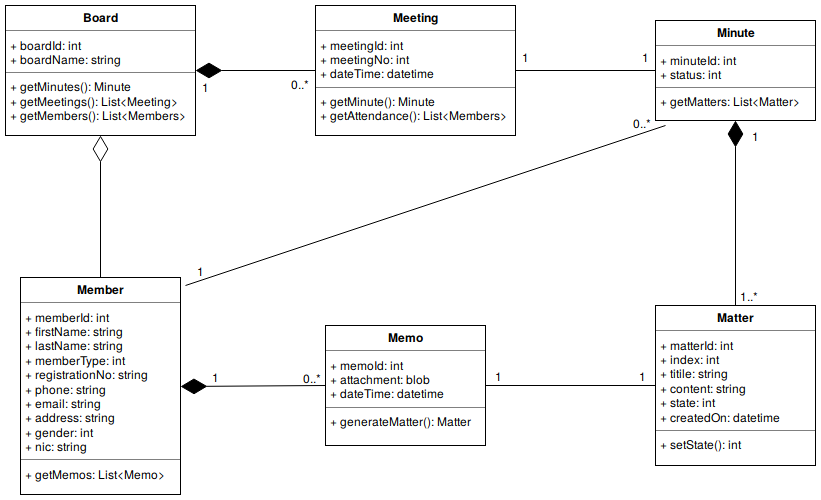 Board
+ boardId: int
+ boardName: string
+ getMinutes(): Minute
+ getMeetings(): List<Meeting>
+ getMembers(): List<Members>
1
0..*
Meeting
+ meetingId: int
+ meetingNo: int
+ dateTime: datetime
+ getMinute(): Minute
+ getAttendance(): List<Members>
1
1
Minute
+ minuteId: int
+ status: int
+ getMatters: List<Matter>
0..*
1
1
1..*
Member
+ memberId: int
+ firstName: string
+ lastName: string
+ memberType: int
+ registrationNo: string
+ phone: string
+ email: string
+ address: string
+ gender: int
+ nic: string
+ getMemos: List<Memo>
1
0..*
Memo
+ memoId: int
+ attachment: blob
+ dateTime: datetime
+ generateMatter(): Matter
1
1
Matter
+ matterId: int
+ index: int
+ titile: string
+ content: string
+ state: int
+ createdOn: datetime
+ setState(): int